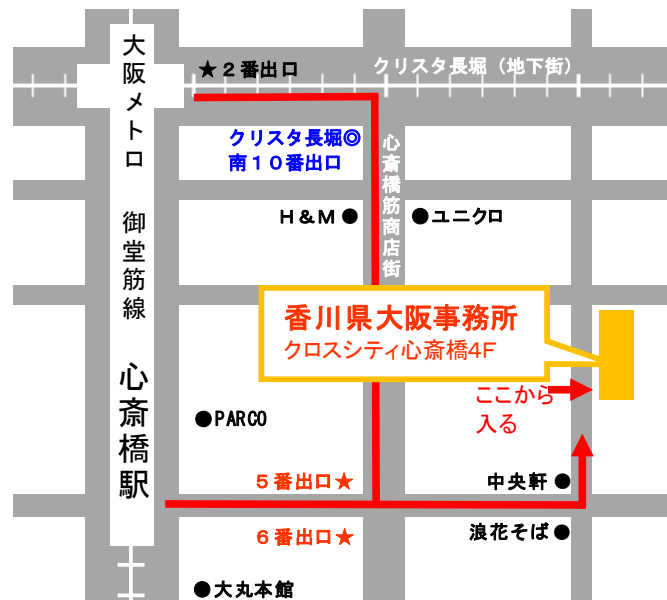 大阪メトロ 御堂筋線 心斎橋駅
★２番出口
クリスタ長堀（地下街）
クリスタ長堀◎
南１０番出口
心斎橋筋商店街
Ｈ＆Ｍ●
●ユニクロ
香川県大阪事務所
クロスシティ心斎橋4F
ここから
入る
●PARCO
５番出口★
中央軒●
６番出口★
浪花そば●
●大丸本館